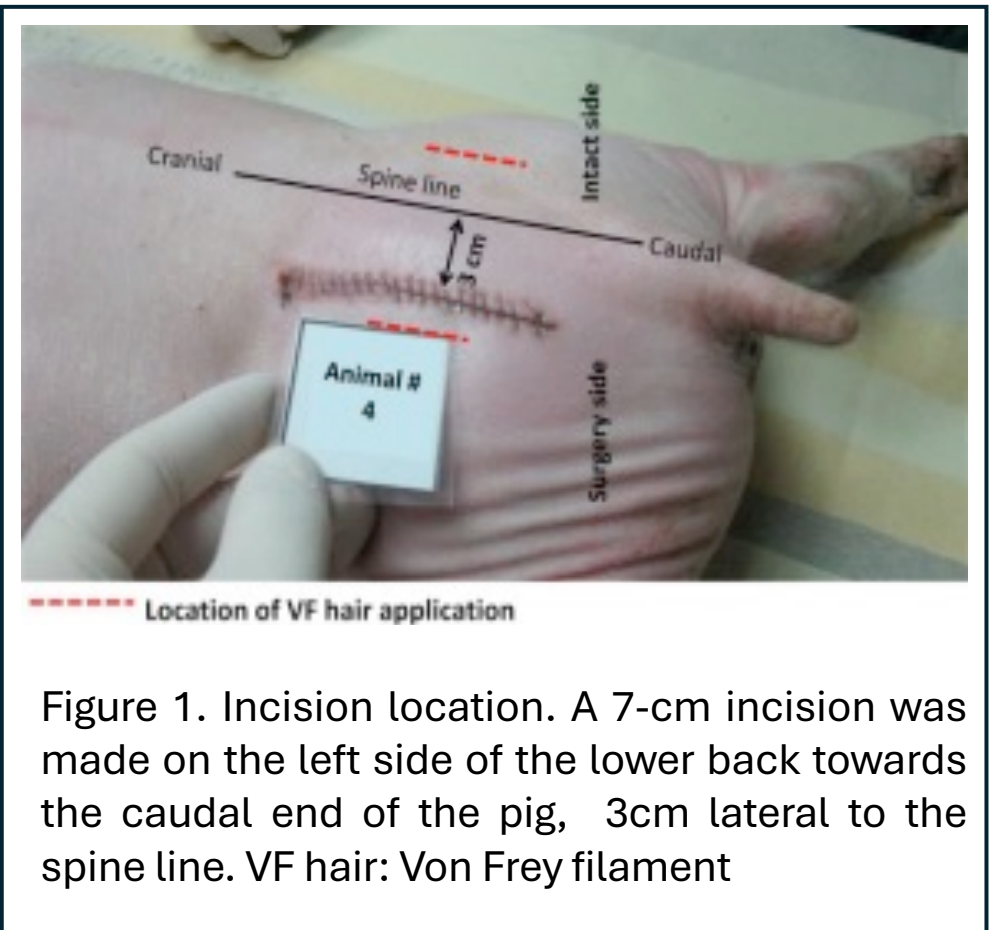 Intact side
Cranial
Spine line
Caudal
3 cm
Animal #
4
Surgery side
Location of VF hair application
Figure 1. Incision location. A 7-cm incision was
made on the left side of the lower back towards
the caudal end of the pig, 3cm lateral to the
spine line. VF hair: Von Frey filament